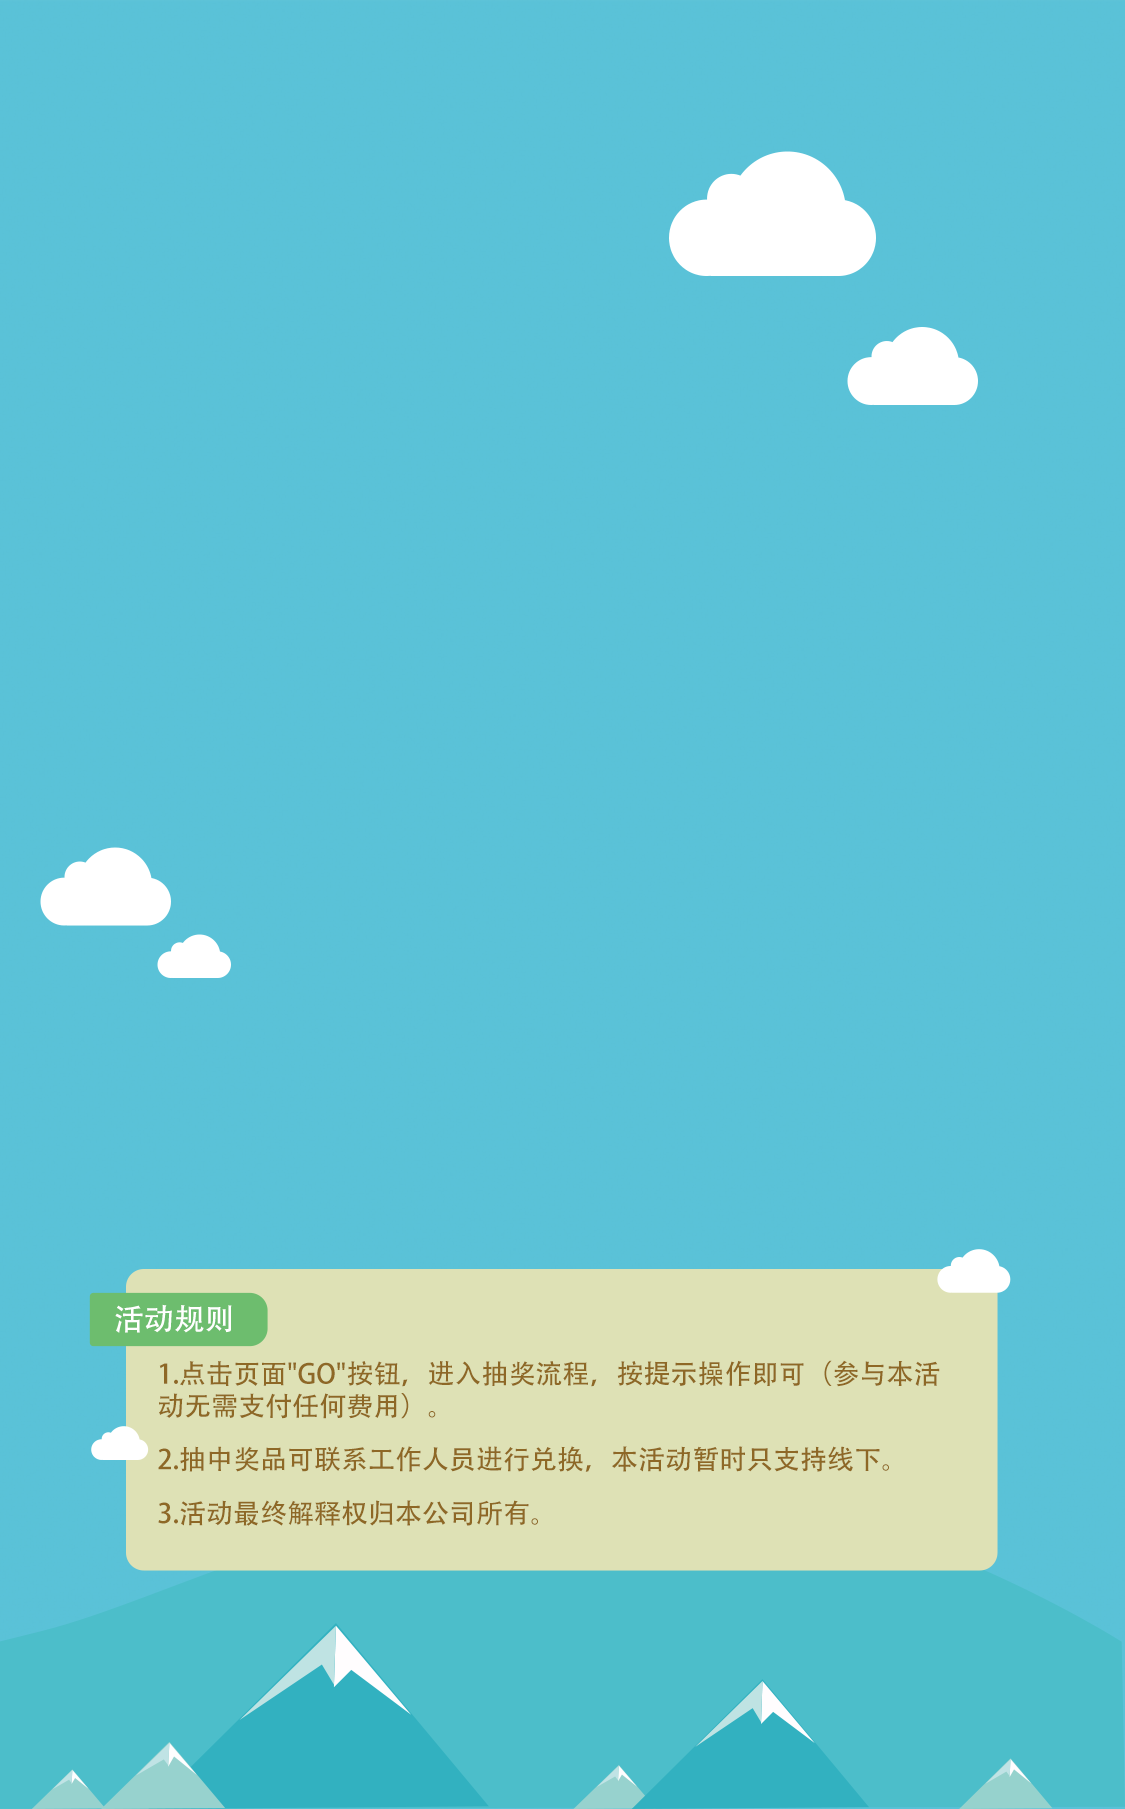 活动规则
1.点击页面"GO"按钮，进入抽奖流程，按提示操作即可（参与本活
动无需支付任何费用）。
2.抽中奖品可联系工作人员进行兑换，本活动暂时只支持线下。
3.活动最终解释权归本公司所有。